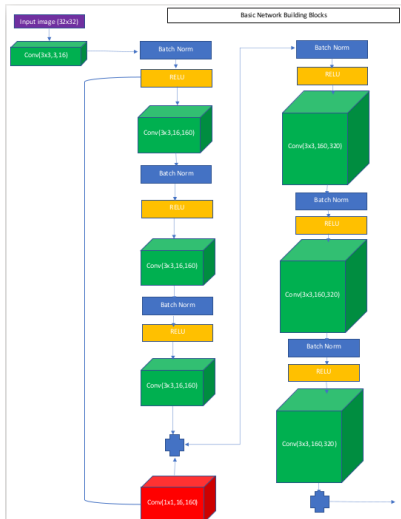 Basic Network Building Blocks
Input image (32x32)
Conv(3x3,3,16)
Batch Norm
RELU
Conv(3x3,16,160)
Batch Norm
RELU
Conv(3x3,16,160)
Batch Norm
RELU
Conv(3x3,16,160)
Conv(1x1,16,160)
Batch Norm
RELU
Conv(3x3,160,320)
Batch Norm
RELU
Conv(3x3,160,320)
Batch Norm
RELU
Conv(3x3,160,320)